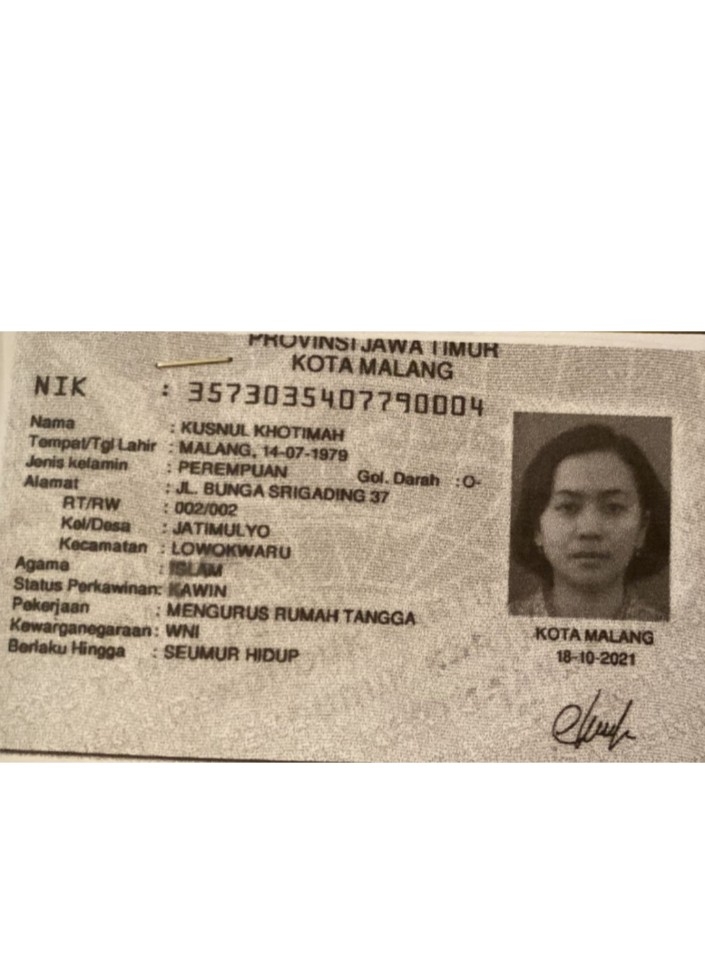 PROVINSI JAWA TIMUR
KOTA MALANG
NIK : 3573035407790004
Nama : KUSNUL KHOTIMAH
Tempat/Tgl Lahir : MALANG, 14-07-1979
Jenis kelamin : PEREMPUAN Gol. Darah : O-
Alamat : JL. BUNGA SRIGADING 37
RT/RW : 002/002
Kel/Desa : JATIMULYO
Kecamatan : LOWOKWARU
Agama : ISLAM
Status Perkawinan: KAWIN
Pekerjaan : MENGURUS RUMAH TANGGA
Kewarganegaraan : WNI
Berlaku Hingga : SEUMUR HIDUP
KOTA MALANG
18-10-2021